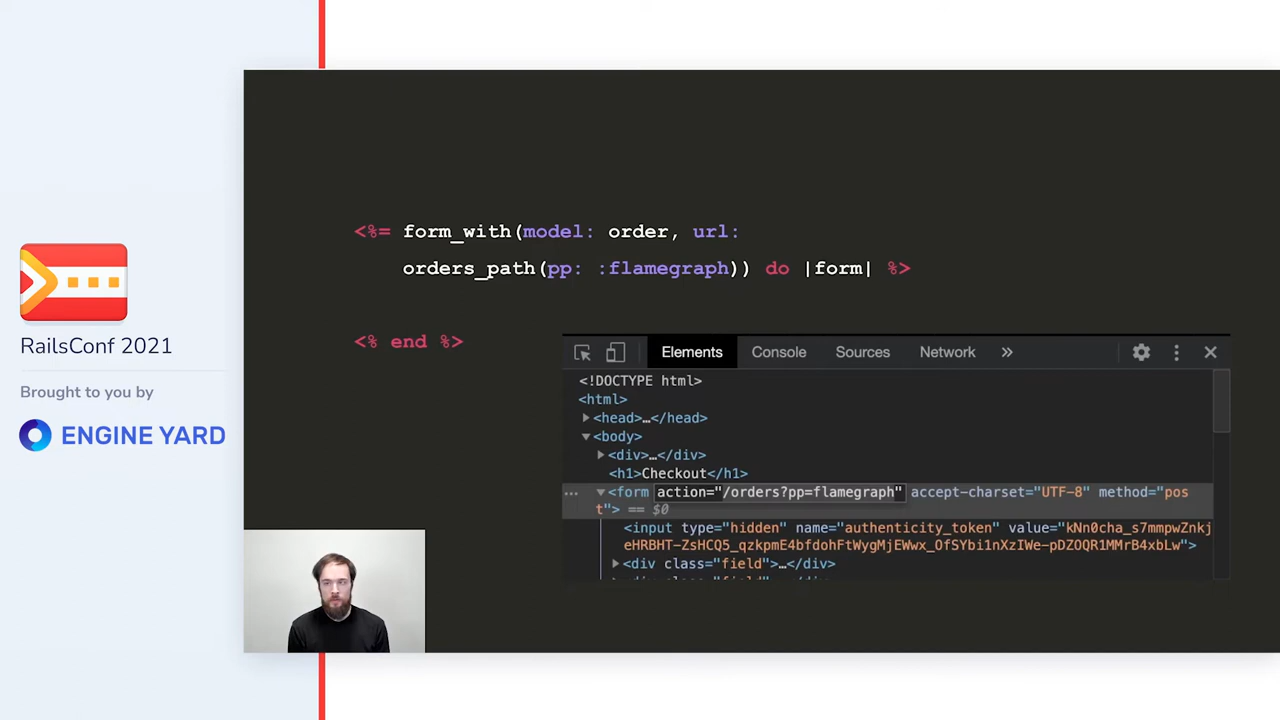 <%= form_with(model: order, url:
orders_path(pp: :flamegraph)) do |form| %>
<% end %>
RailsConf 2021
Brought to you by
ENGINE YARD
Elements Console Sources Network »
<!DOCTYPE html>
<html>
<head>…</head>
<body>
<div>…</div>
<h1>Checkout</h1>
<form action="/orders?pp=flamegraph" accept-charset="UTF-8" method="pos
t"> == $0
<input type="hidden" name="authenticity_token" value="kNn0cha_s7mmpwZnkj
eHRBHT-ZsHCQ5_qzkpmE4bfdohFtWygMjEWwx_OfSYbi1nXzIWe-pDZOQR1MMrB4xbLw">
<div class="field">…</div>